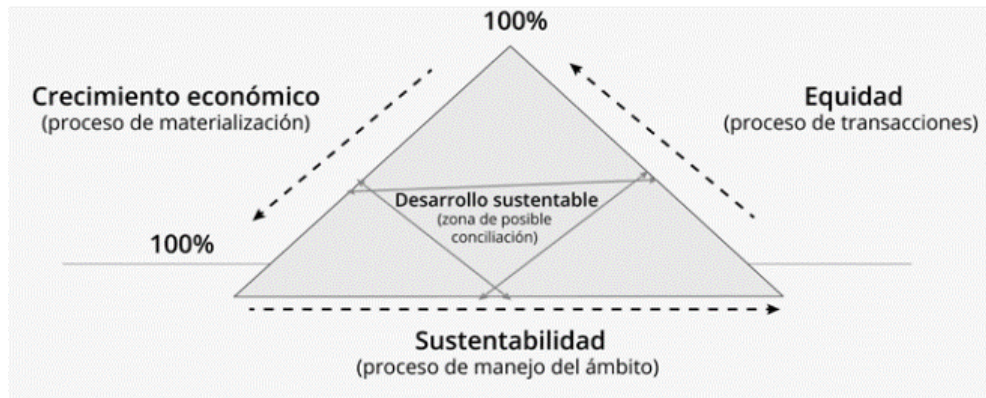 100%
Crecimiento económico
(proceso de materialización)
Equidad
(proceso de transacciones)
Desarrollo sustentable
(zona de posible
conciliación)
100%
Sustentabilidad
(proceso de manejo del ámbito)